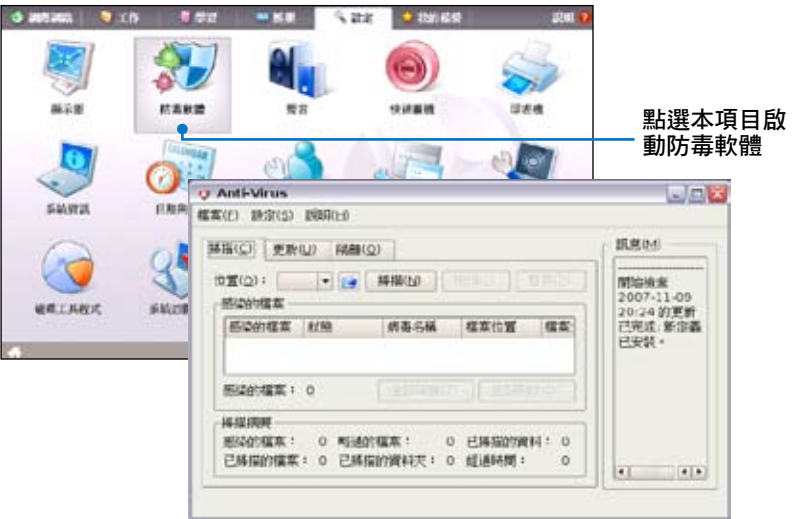 網際網路 工作 學習 娛樂 設定 我的最愛 說明
顯示器 防毒軟體 聲音 快速關機 印表機
點選本項目啟
動防毒軟體
系統資訊
磁碟工具程式
Anti-Virus
檔案(F) 設定(S) 說明(H)
掃描(C) 更新(U) 隔離(Q)
訊息(M)
位置(O): 掃描(N)
感染的檔案
感染的檔案 狀態 病毒名稱 檔案位置 檔案
開始檢查
2007-11-09
20:24 的更新
已完成: 新定義
已安裝。
感染的檔案: 0
掃描摘要
感染的檔案: 0 略過的檔案: 0 已掃描的資料: 0
已掃描的檔案: 0 已掃描的資料夾: 0 經過時間: 0